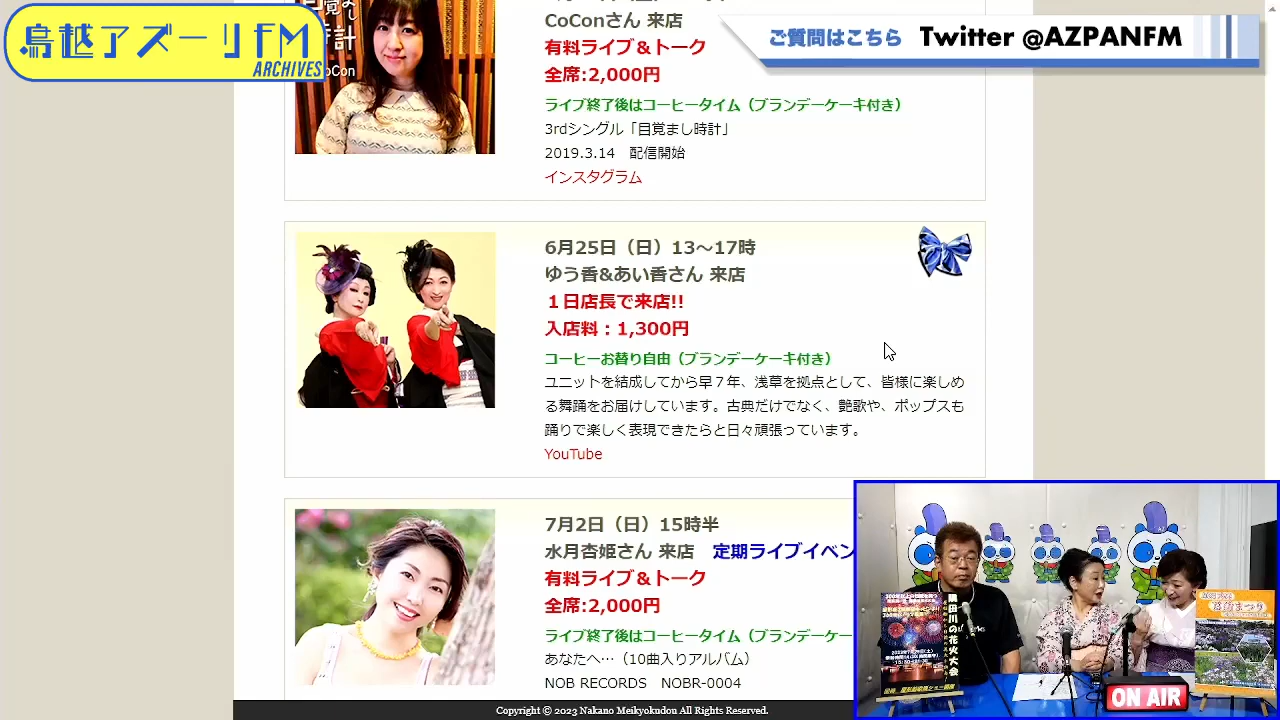 鳥越アズーリFM
ARCHIVES
ご質問はこちら Twitter @AZPANFM
CoConさん 来店
有料ライブ＆トーク
全席:2,000円
ライブ終了後はコーヒータイム（ブランデーケーキ付き）
3rdシングル「目覚まし時計」
2019.3.14　配信開始
インスタグラム
6月25日（日）13～17時
ゆう香&あい香さん 来店
１日店長で来店!!
入店料：1,300円
コーヒーお替り自由（ブランデーケーキ付き）
ユニットを結成してから早７年、浅草を拠点として、皆様に楽しめ
る舞踊をお届けしています。古典だけでなく、艶歌や、ポップスも
踊りで楽しく表現できたらと日々頑張っています。
YouTube
7月2日（日）15時半
水月杏姫さん 来店　定期ライブイベン
有料ライブ＆トーク
全席:2,000円
ライブ終了後はコーヒータイム（ブランデーケー
あなたへ…（10曲入りアルバム）
NOB RECORDS　NOBR-0004
Copyright © 2023 Nakano Meikyokudou All Rights Reserved.
隅田川の花火大会
ON AIR